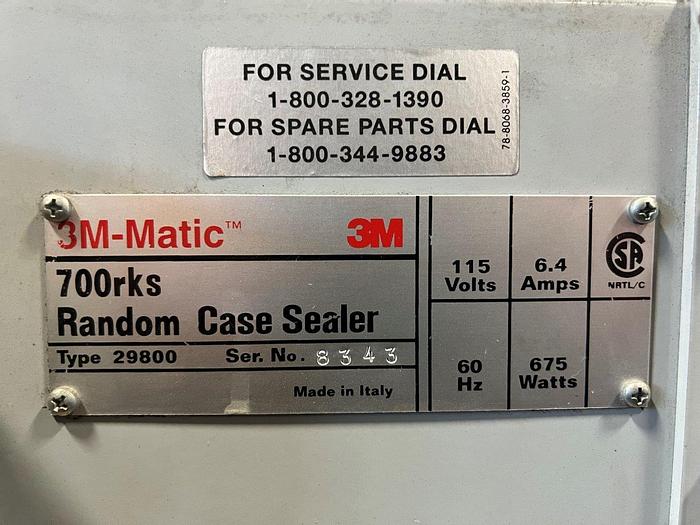 FOR SERVICE DIAL
1-800-328-1390
FOR SPARE PARTS DIAL
1-800-344-9883
78-8068-3859-1
3M-Matic™ 3M
700rks
Random Case Sealer
Type 29800 Ser. No. 8343
Made in Italy
115
Volts
6.4
Amps
SA
NRTL/C
60
Hz
675
Watts